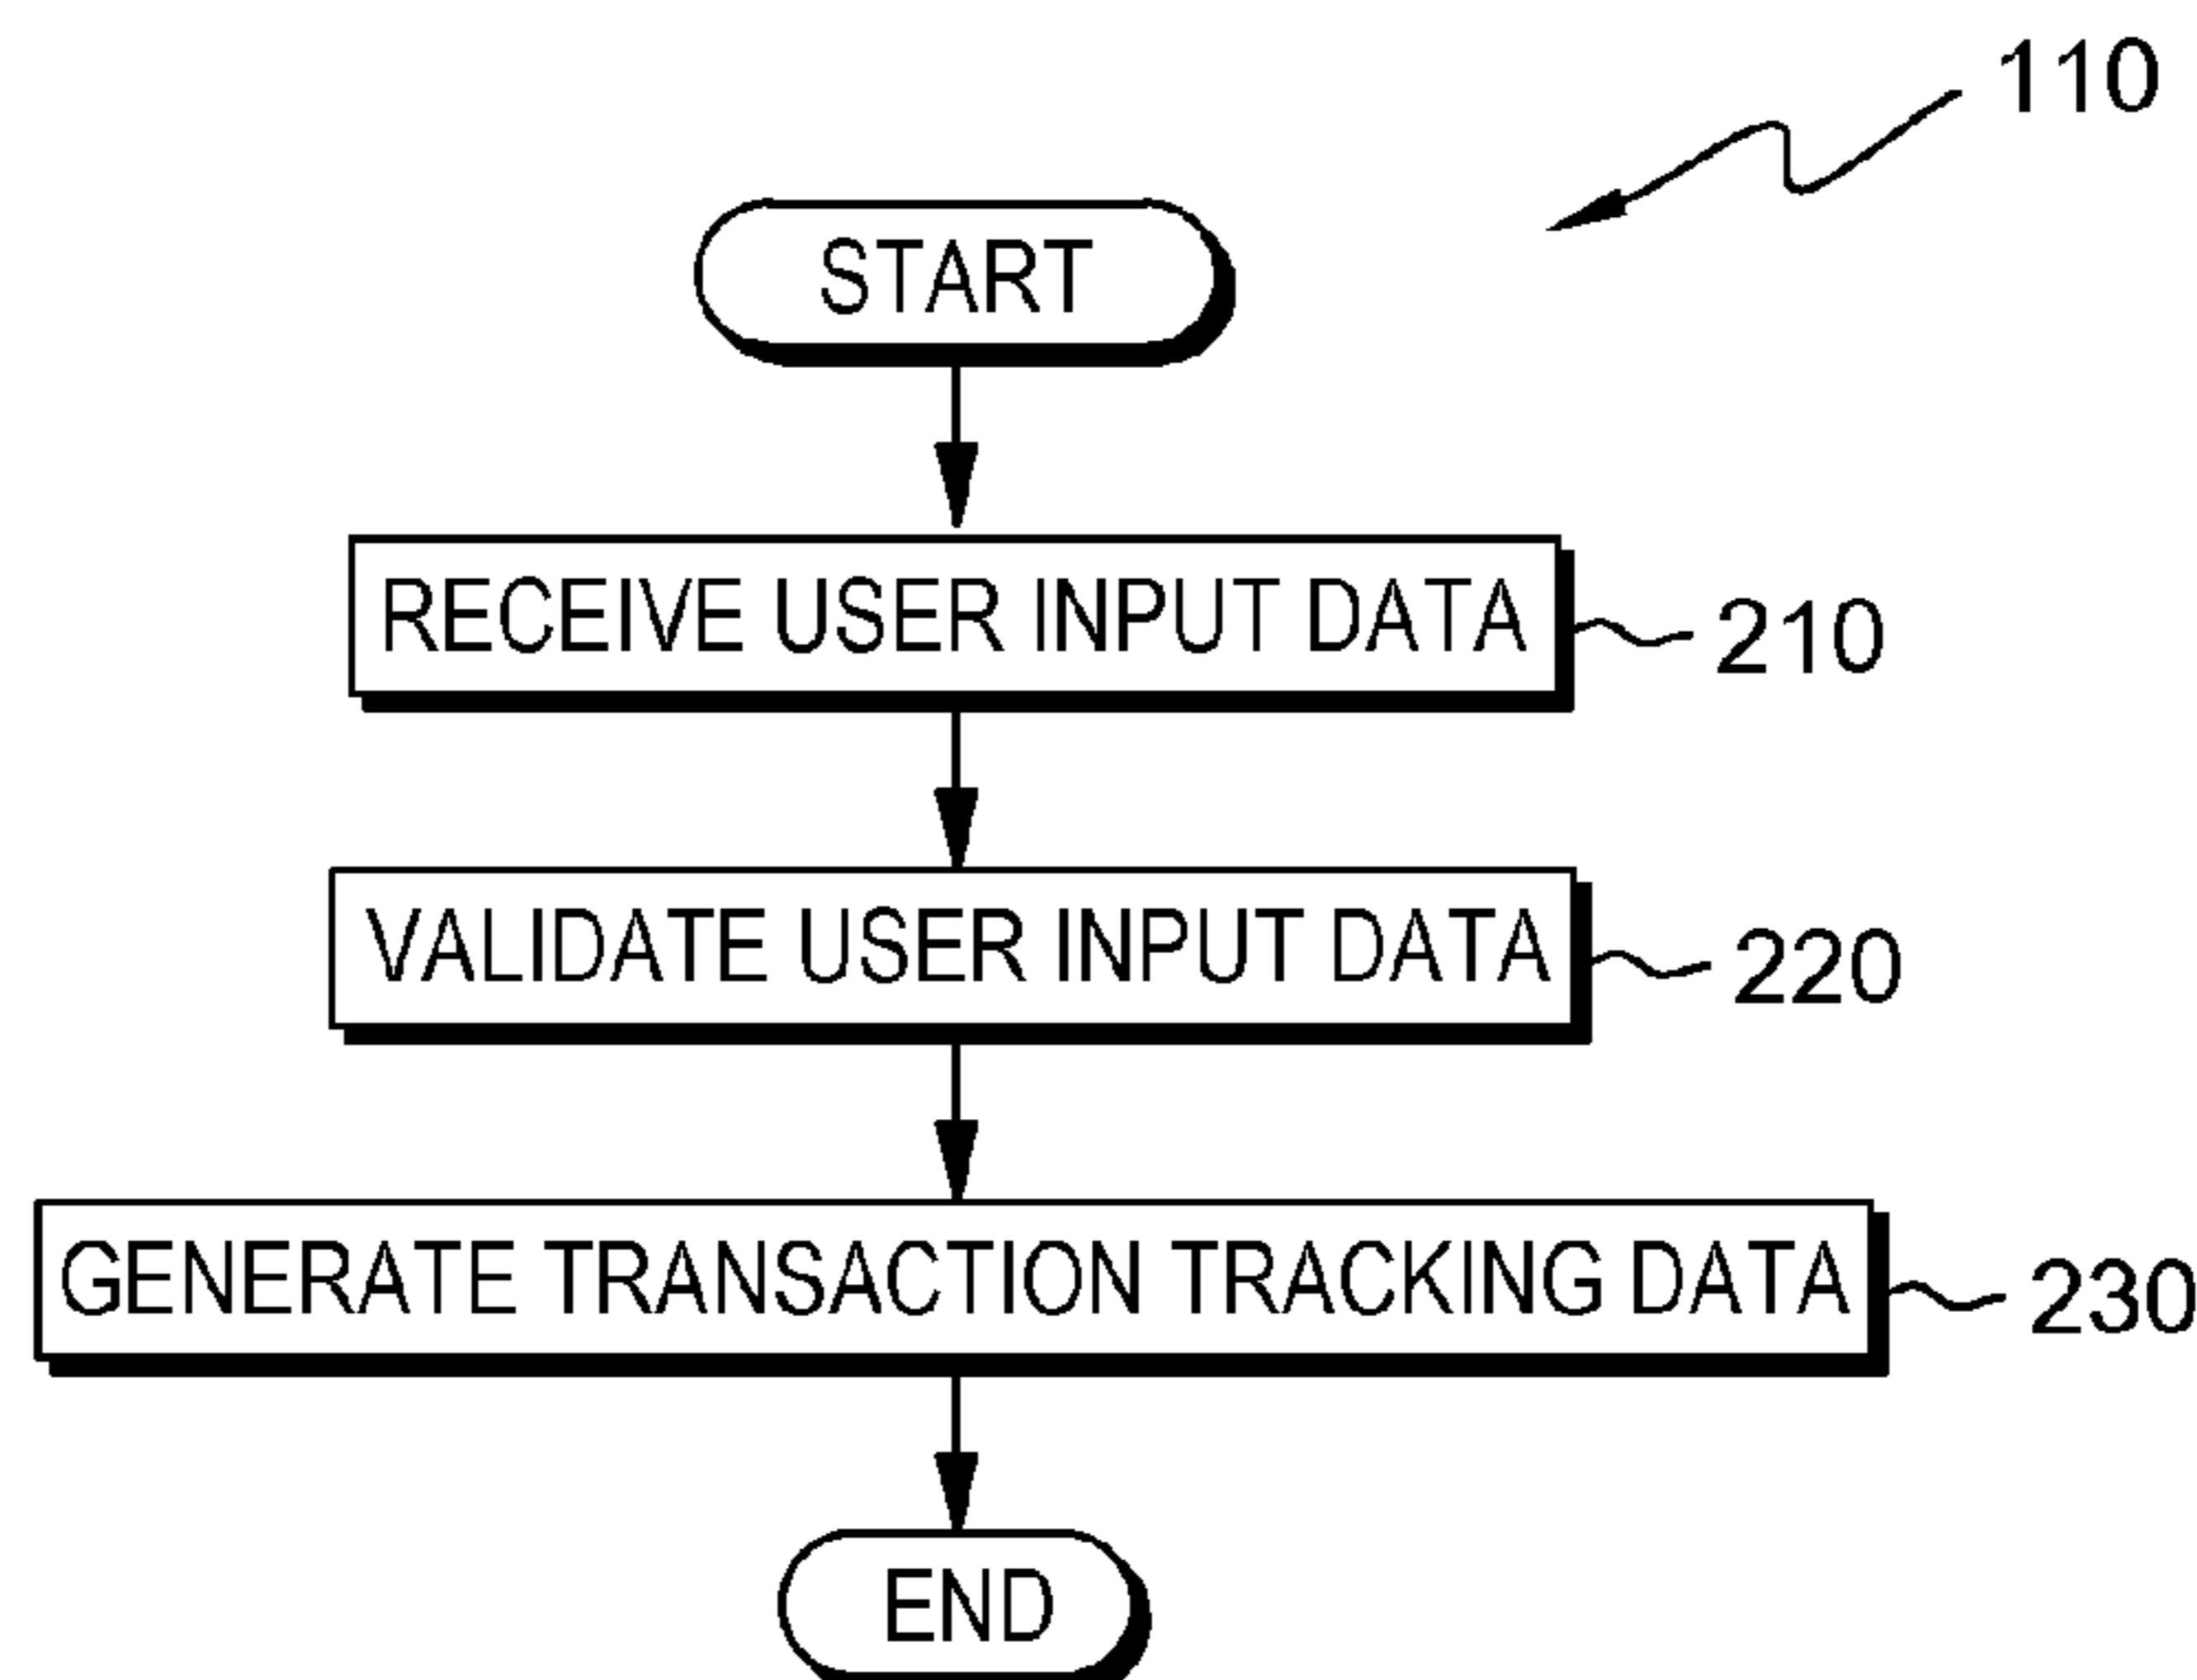 110
START
RECEIVE USER INPUT DATA
210
VALIDATE USER INPUT DATA
220
GENERATE TRANSACTION TRACKING DATA
230
END